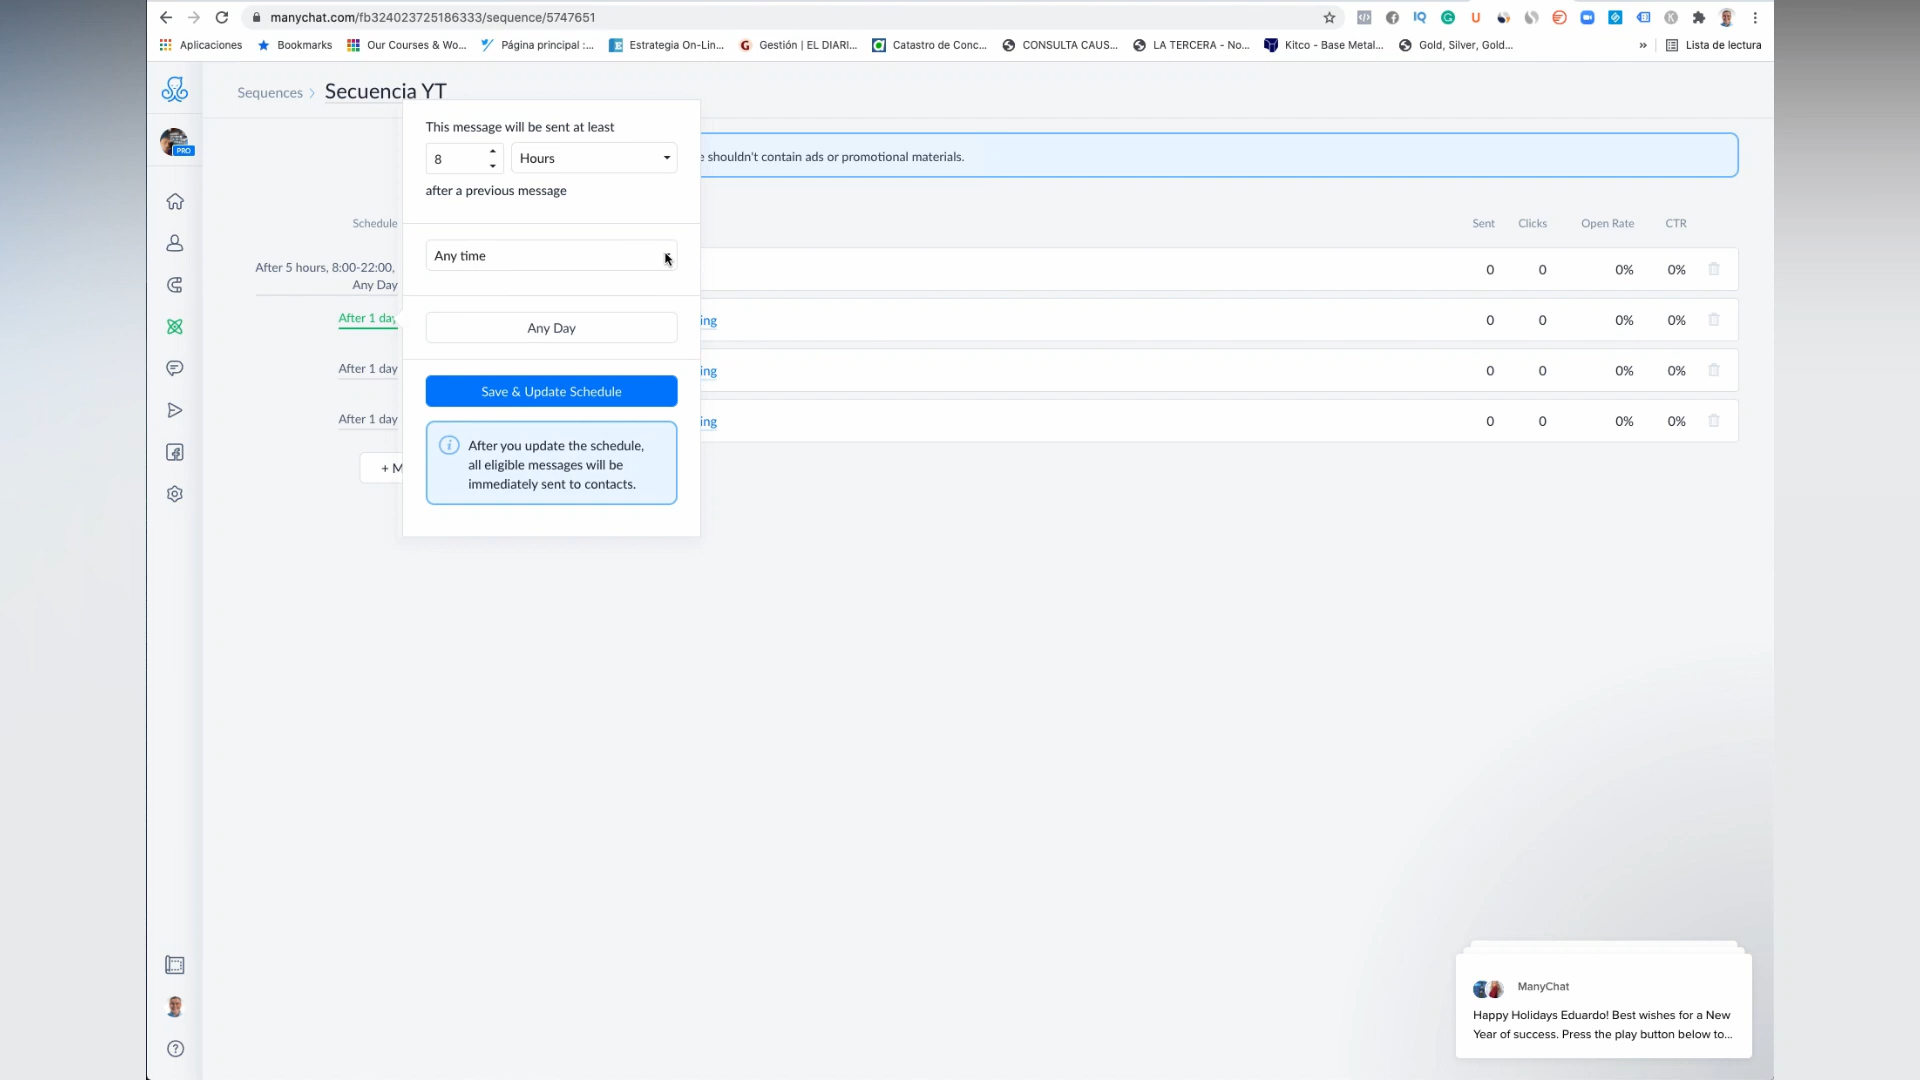 manychat.com/fb324023725186333/sequence/5747651
Aplicaciones Bookmarks Our Courses & Wo... Página principal :... Estrategia On-Lin... Gestión | EL DIARI... Catastro de Conc... CONSULTA CAUS... LA TERCERA - No... Kitco - Base Metal... Gold, Silver, Gold... » Lista de lectura
Sequences > Secuencia YT
PRO
This message will be sent at least
8 Hours
after a previous message
shouldn't contain ads or promotional materials.
Schedule Sent Clicks Open Rate CTR
Any time
After 5 hours, 8:00-22:00,
Any Day
0 0 0% 0%
After 1 day
ing 0 0 0% 0%
Any Day
After 1 day
ing 0 0 0% 0%
Save & Update Schedule
After 1 day
ing 0 0 0% 0%
After you update the schedule,
all eligible messages will be
immediately sent to contacts.
+ M
ManyChat
Happy Holidays Eduardo! Best wishes for a New
Year of success. Press the play button below to...